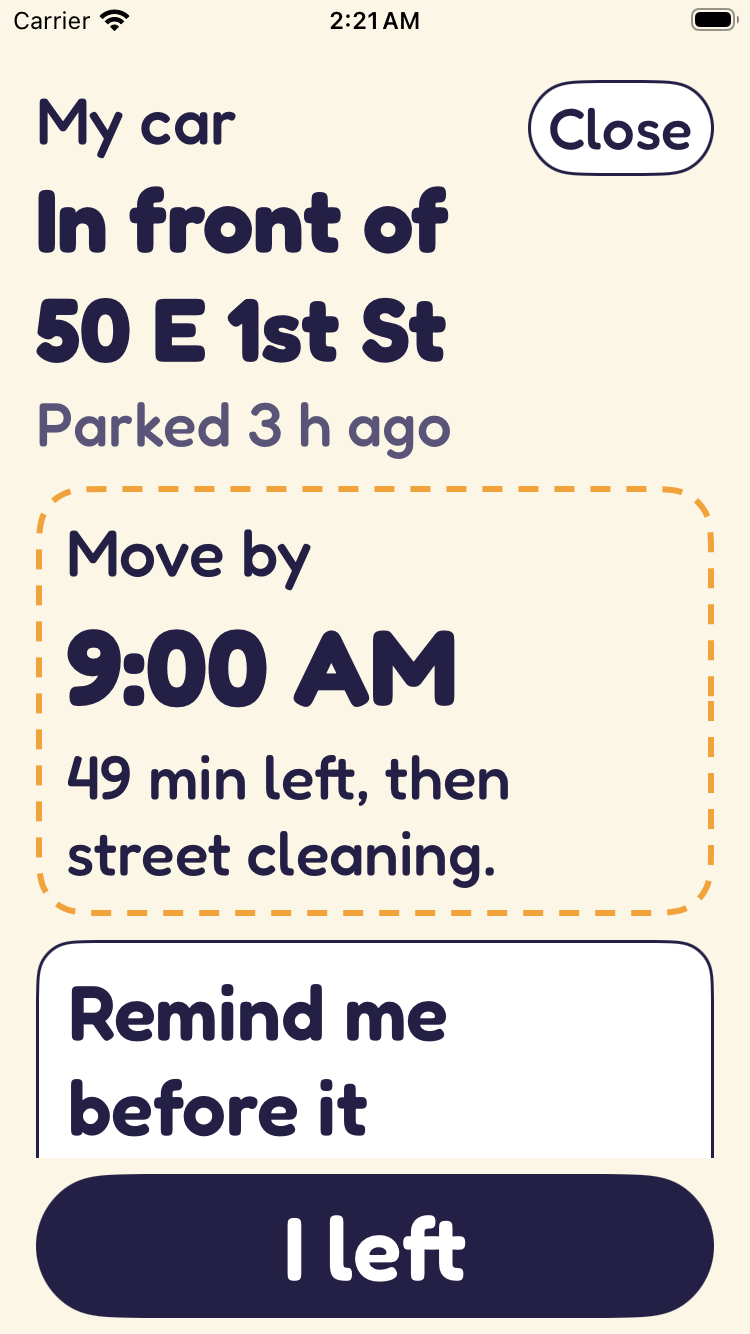 Carrier 2:21 AM
My car
Close
In front of
50 E 1st St
Parked 3 h ago
Move by
9:00 AM
49 min left, then
street cleaning.
Remind me
before it
I left